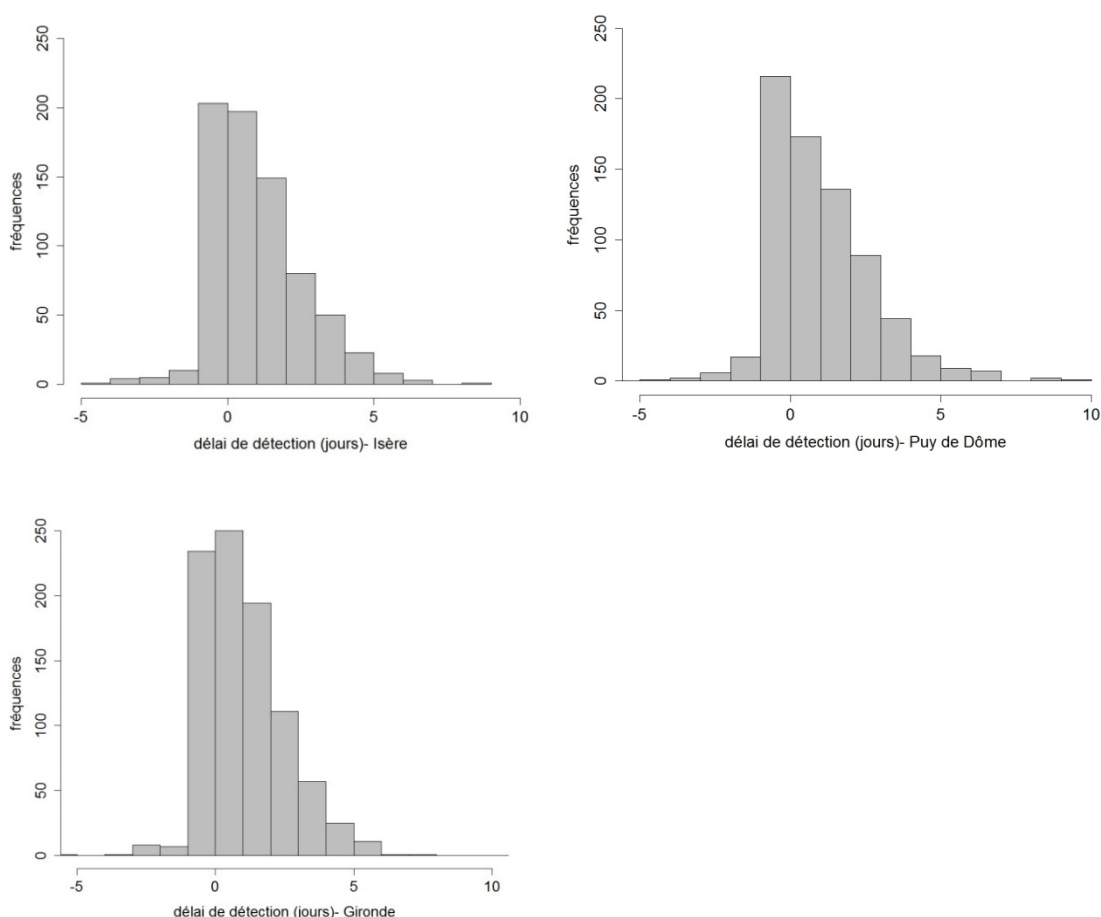 250
200
150
100
50
0
fréquences
-5 0 5 10
délai de détection (jours)- Isère
250
200
150
100
50
0
fréquences
-5 0 5 10
délai de détection (jours)- Puy de Dôme
250
200
150
100
50
0
fréquences
-5 0 5 10
délai de détection (jours)- Gironde